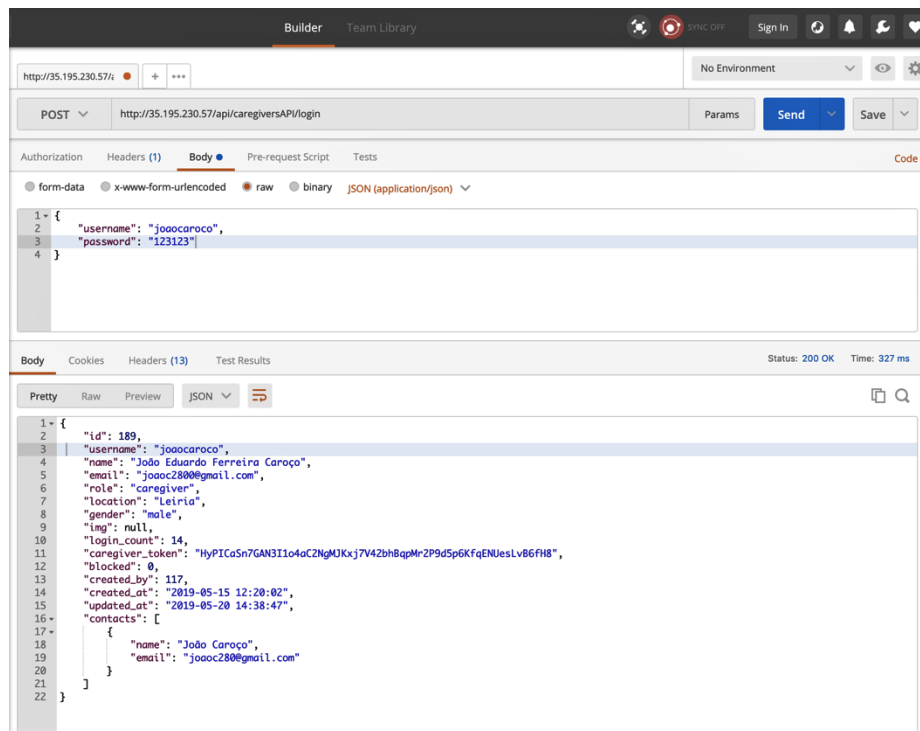 Builder Team Library SYNC OFF Sign In
http://35.195.230.57/a + •••
No Environment
POST http://35.195.230.57/api/caregiversAPI/login Params Send Save
Authorization Headers (1) Body Pre-request Script Tests Code
form-data x-www-form-urlencoded raw binary JSON (application/json)
1 {
2 "username": "joaocaroco",
3 "password": "123123"
4 }
Body Cookies Headers (13) Test Results Status: 200 OK Time: 327 ms
Pretty Raw Preview JSON
1 {
2 "id": 189,
3 "username": "joaocaroco",
4 "name": "João Eduardo Ferreira Caroço",
5 "email": "joaoc2800@gmail.com",
6 "role": "caregiver",
7 "location": "Leiria",
8 "gender": "male",
9 "img": null,
10 "login_count": 14,
11 "caregiver_token": "HyPICaSn7GAN3I1o4aC2NgMJKxj7V42bhBqpMr2P9d5p6KfqENUesLvB6fH8",
12 "blocked": 0,
13 "created_by": 117,
14 "created_at": "2019-05-15 12:20:02",
15 "updated_at": "2019-05-20 14:38:47",
16 "contacts": [
17 {
18 "name": "João Caroço",
19 "email": "joaoc280@gmail.com"
20 }
21 ]
22 }